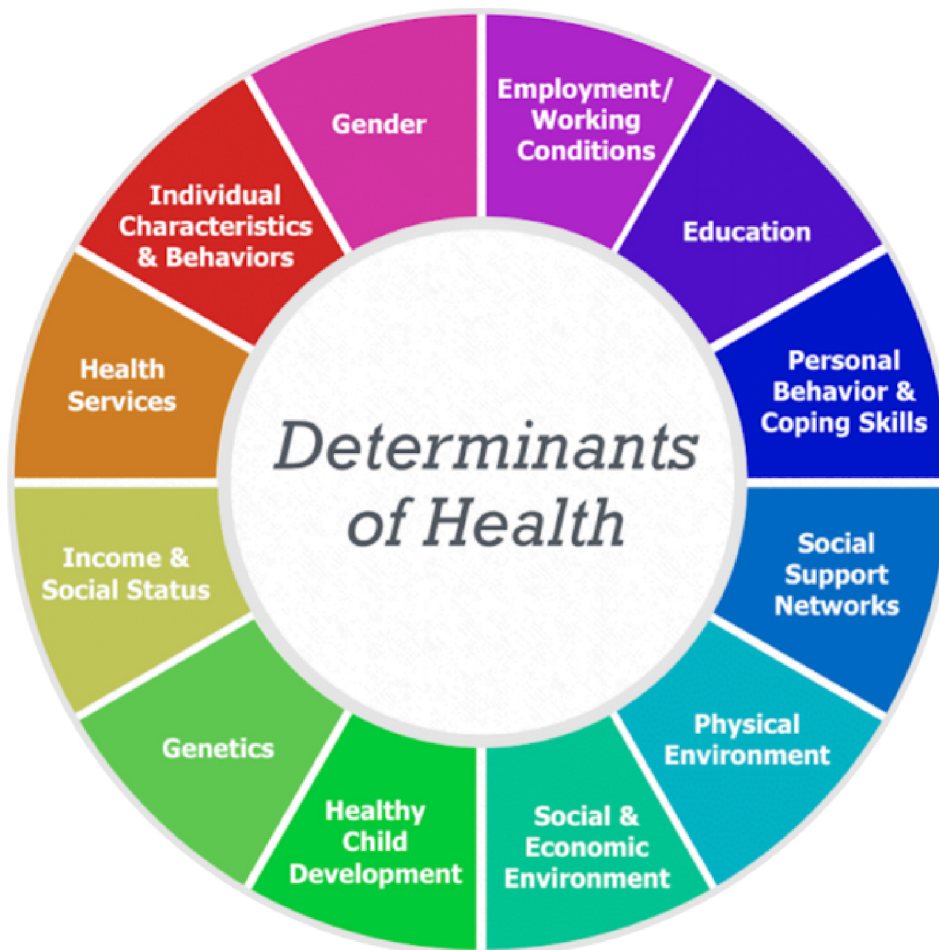 Employment/
Working
Conditions
Education
Personal
Behavior &
Coping Skills
Social
Support
Networks
Physical
Environment
Social &
Economic
Environment
Healthy
Child
Development
Genetics
Income &
Social Status
Health
Services
Individual
Characteristics
& Behaviors
Gender
Determinants
of Health